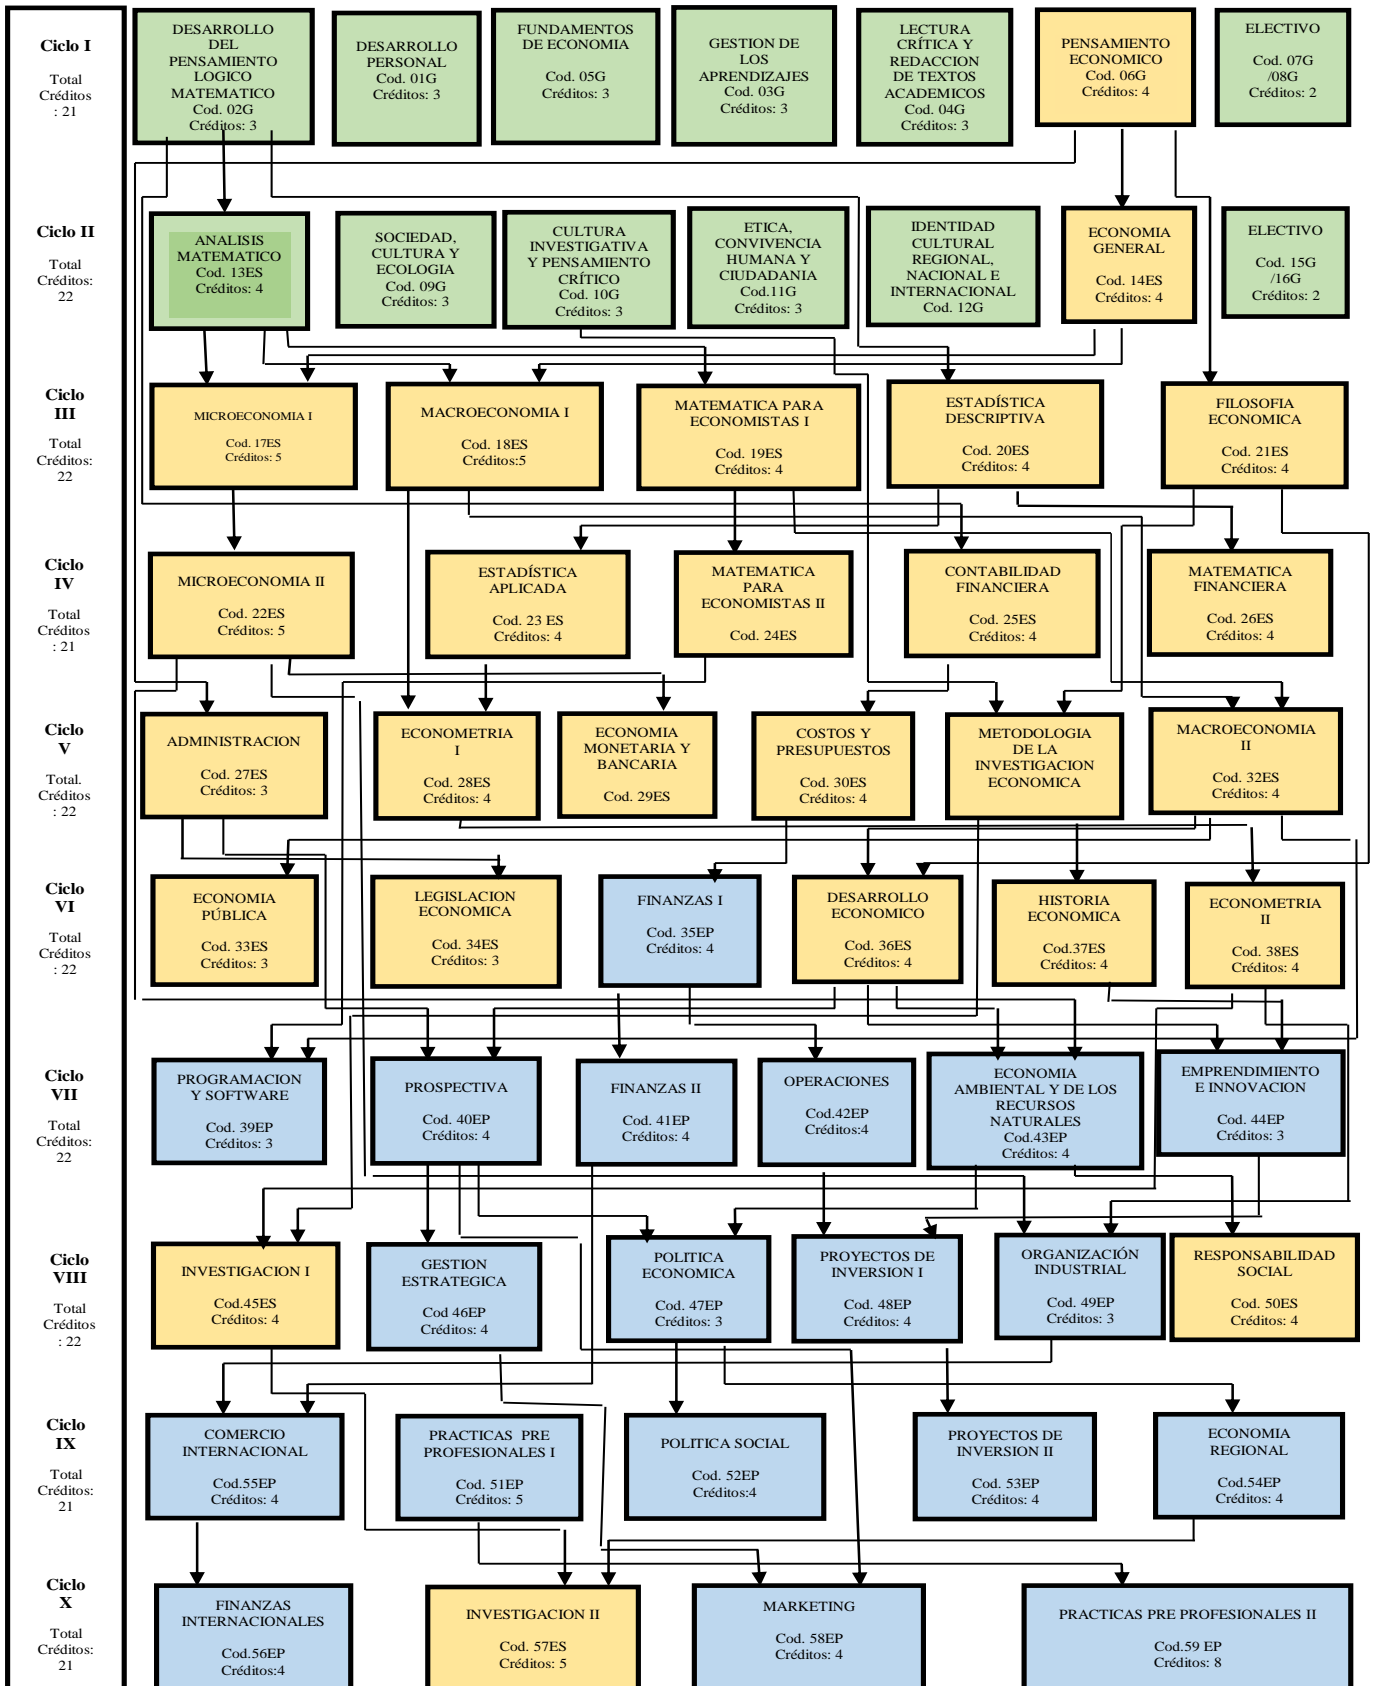 Ciclo I
Total
Créditos
: 21
DESARROLLO
DEL
PENSAMIENTO
LOGICO
MATEMATICO
Cod. 02G
Créditos: 3
DESARROLLO
PERSONAL
Cod. 01G
Créditos: 3
FUNDAMENTOS
DE ECONOMIA
Cod. 05G
Créditos: 3
GESTION DE
LOS
APRENDIZAJES
Cod. 03G
Créditos: 3
LECTURA
CRÍTICA Y
REDACCION
DE TEXTOS
ACADEMICOS
Cod. 04G
Créditos: 3
PENSAMIENTO
ECONOMICO
Cod. 06G
Créditos: 4
ELECTIVO
Cod. 07G
/08G
Créditos: 2
Ciclo II
Total
Créditos:
22
ANALISIS
MATEMATICO
Cod. 13ES
Créditos: 4
SOCIEDAD,
CULTURA Y
ECOLOGIA
Cod. 09G
Créditos: 3
CULTURA
INVESTIGATIVA
Y PENSAMIENTO
CRÍTICO
Cod. 10G
Créditos: 3
ETICA,
CONVIVENCIA
HUMANA Y
CIUDADANIA
Cod.11G
Créditos: 3
IDENTIDAD
CULTURAL
REGIONAL,
NACIONAL E
INTERNACIONAL
Cod. 12G
ECONOMIA
GENERAL
Cod. 14ES
Créditos: 4
ELECTIVO
Cod. 15G
/16G
Créditos: 2
Ciclo
III
Total
Créditos:
22
MICROECONOMIA I
Cod. 17ES
Créditos: 5
MACROECONOMIA I
Cod. 18ES
Créditos:5
MATEMATICA PARA
ECONOMISTAS I
Cod. 19ES
Créditos: 4
ESTADÍSTICA
DESCRIPTIVA
Cod. 20ES
Créditos: 4
FILOSOFIA
ECONOMICA
Cod. 21ES
Créditos: 4
Ciclo
IV
Total
Créditos
: 21
MICROECONOMIA II
Cod. 22ES
Créditos: 5
ESTADÍSTICA
APLICADA
Cod. 23 ES
Créditos: 4
MATEMATICA
PARA
ECONOMISTAS II
Cod. 24ES
CONTABILIDAD
FINANCIERA
Cod. 25ES
Créditos: 4
MATEMATICA
FINANCIERA
Cod. 26ES
Créditos: 4
Ciclo
V
Total.
Créditos
: 22
ADMINISTRACION
Cod. 27ES
Créditos: 3
ECONOMETRIA
I
Cod. 28ES
Créditos: 4
ECONOMIA
MONETARIA Y
BANCARIA
Cod. 29ES
COSTOS Y
PRESUPUESTOS
Cod. 30ES
Créditos: 4
METODOLOGIA
DE LA
INVESTIGACION
ECONOMICA
MACROECONOMIA
II
Cod. 32ES
Créditos: 4
Ciclo
VI
Total
Créditos
: 22
ECONOMIA
PÚBLICA
Cod. 33ES
Créditos: 3
LEGISLACION
ECONOMICA
Cod. 34ES
Créditos: 3
FINANZAS I
Cod. 35EP
Créditos: 4
DESARROLLO
ECONOMICO
Cod. 36ES
Créditos: 4
HISTORIA
ECONOMICA
Cod.37ES
Créditos: 4
ECONOMETRIA
II
Cod. 38ES
Créditos: 4
Ciclo
VII
Total
Créditos:
22
PROGRAMACION
Y SOFTWARE
Cod. 39EP
Créditos: 3
PROSPECTIVA
Cod. 40EP
Créditos: 4
FINANZAS II
Cod. 41EP
Créditos: 4
OPERACIONES
Cod.42EP
Créditos:4
ECONOMIA
AMBIENTAL Y DE LOS
RECURSOS
NATURALES
Cod.43EP
Créditos: 4
EMPRENDIMIENTO
E INNOVACION
Cod. 44EP
Créditos: 3
Ciclo
VIII
Total
Créditos
: 22
INVESTIGACION I
Cod.45ES
Créditos: 4
GESTION
ESTRATEGICA
Cod 46EP
Créditos: 4
POLITICA
ECONOMICA
Cod. 47EP
Créditos: 3
PROYECTOS DE
INVERSION I
Cod. 48EP
Créditos: 4
ORGANIZACIÓN
INDUSTRIAL
Cod. 49EP
Créditos: 3
RESPONSABILIDAD
SOCIAL
Cod. 50ES
Créditos: 4
Ciclo
IX
Total
Créditos:
21
COMERCIO
INTERNACIONAL
Cod.55EP
Créditos: 4
PRACTICAS PRE
PROFESIONALES I
Cod. 51EP
Créditos: 5
POLITICA SOCIAL
Cod. 52EP
Créditos:4
PROYECTOS DE
INVERSION II
Cod. 53EP
Créditos: 4
ECONOMIA
REGIONAL
Cod.54EP
Créditos: 4
Ciclo
X
Total
Créditos:
21
FINANZAS
INTERNACIONALES
Cod.56EP
Créditos:4
INVESTIGACION II
Cod. 57ES
Créditos: 5
MARKETING
Cod. 58EP
Créditos: 4
PRACTICAS PRE PROFESIONALES II
Cod.59 EP
Créditos: 8